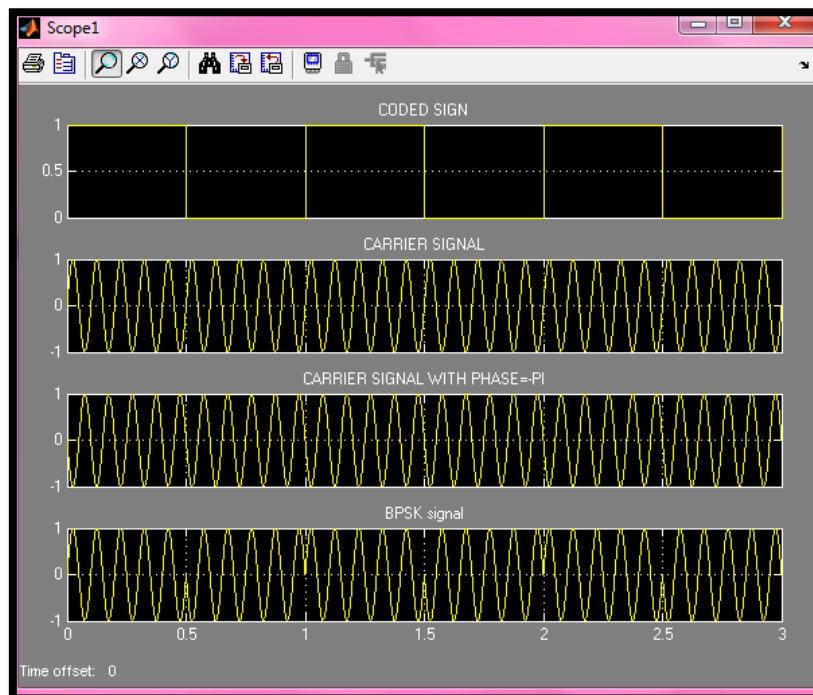 Scope1
CODED SIGN
1
0.5
0
CARRIER SIGNAL
1
0
-1
CARRIER SIGNAL WITH PHASE=-PI
1
0
-1
BPSK signal
1
0
-1
0 0.5 1 1.5 2 2.5 3
Time offset: 0